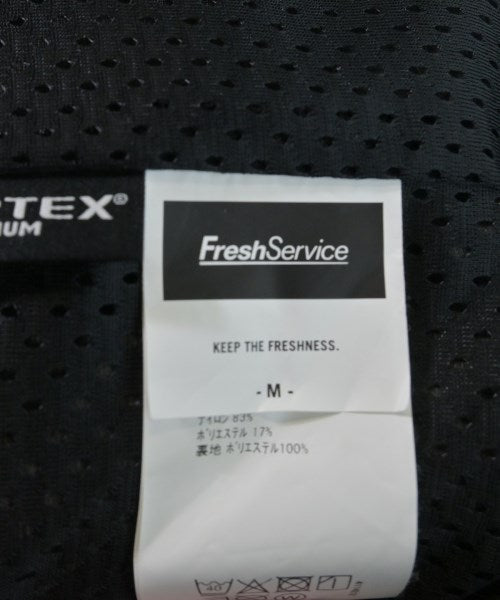 TEX®
FreshService
KEEP THE FRESHNESS.
- M -
ナイロン 83%
ポリエステル 17%
裏地 ポリエステル100%
40